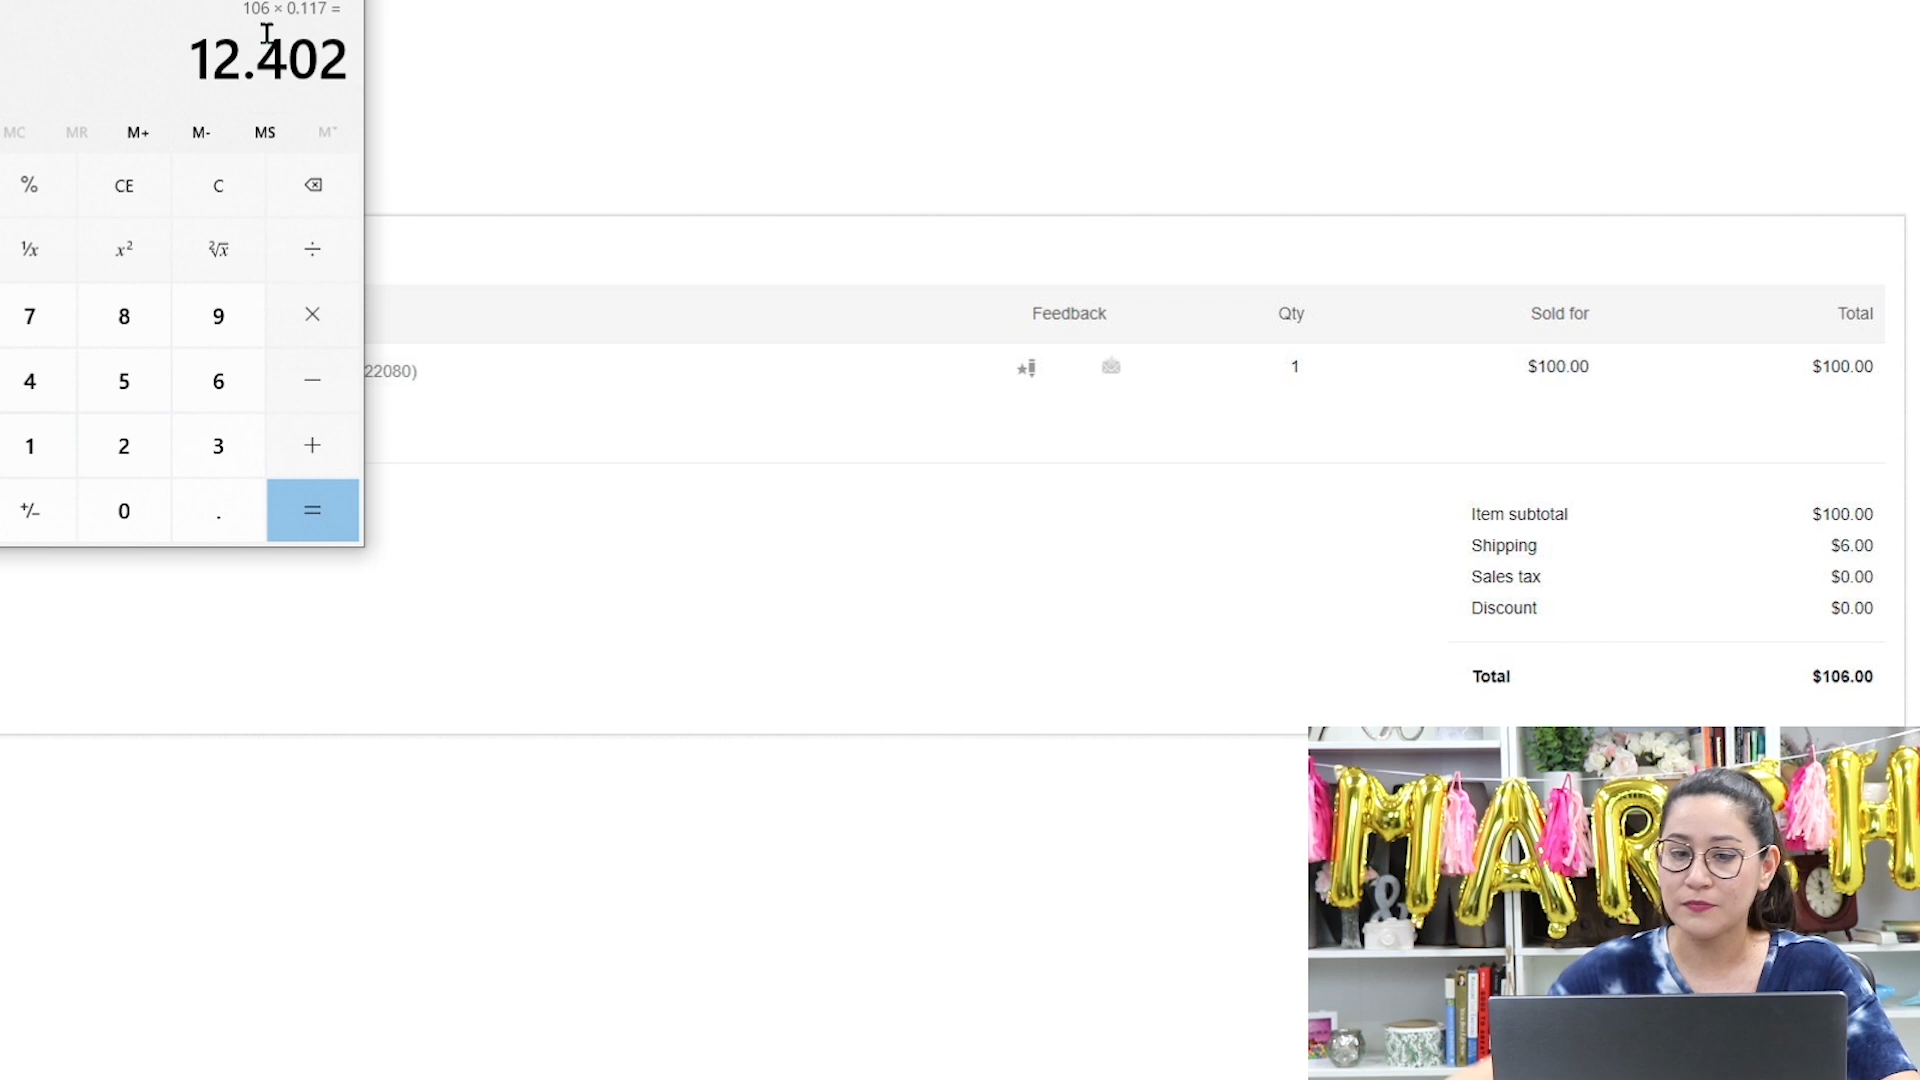 106 × 0.117 =
12.402
MC MR M+ M- MS M˅
% CE C
⅟x x² ²√x ÷
7 8 9 ×
4 5 6 −
1 2 3 +
+/− 0 . =
Feedback Qty Sold for Total
22080) 1 $100.00 $100.00
Item subtotal $100.00
Shipping $6.00
Sales tax $0.00
Discount $0.00
Total $106.00
MAR H
&